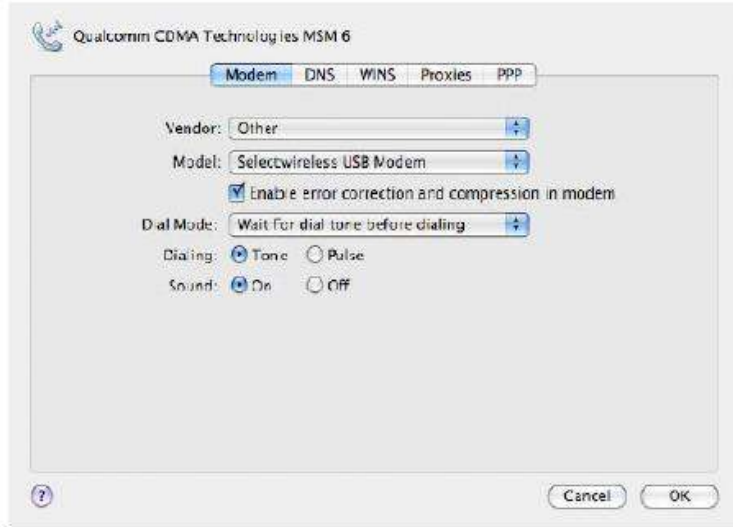 Qualcomm CDMA Technologies MSM 6
Modem DNS WINS Proxies PPP
Vendor: Other
Model: Selectwireless USB Modem
Enable error correction and compression in modem
Dial Mode: Wait For dial tone before dialing
Dialing: Tone Pulse
Sound: On Off
? Cancel OK